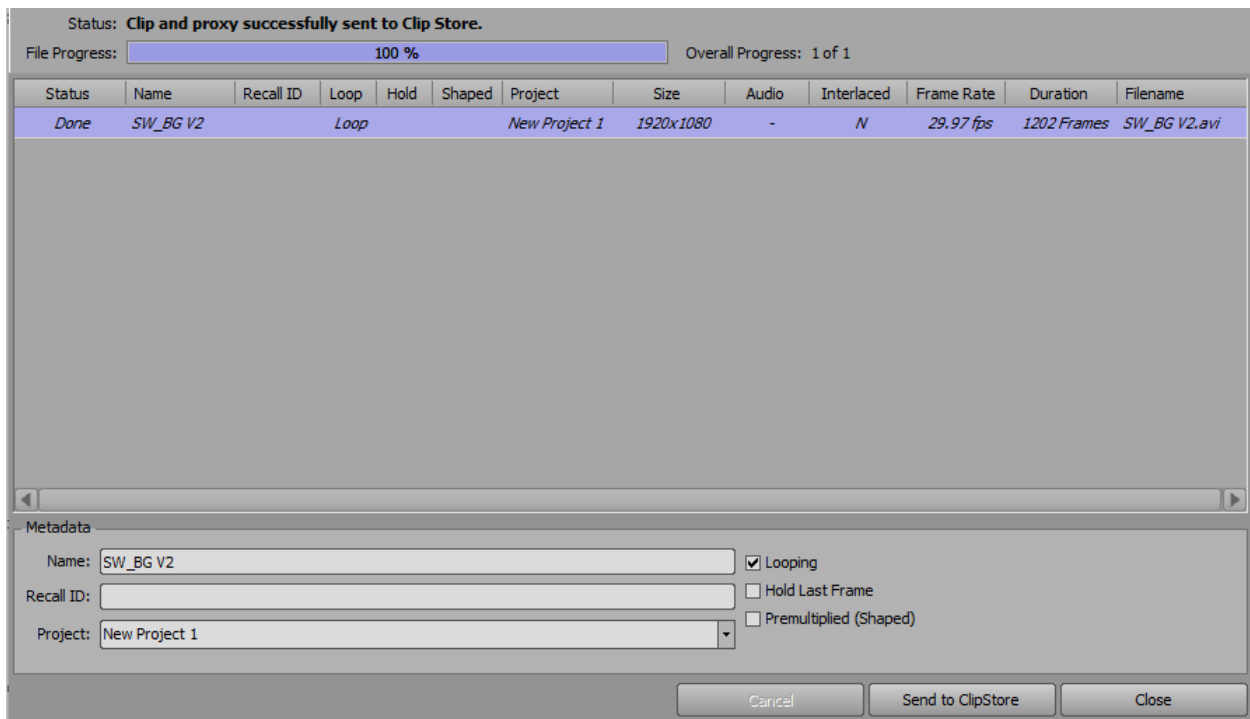 Status: Clip and proxy successfully sent to Clip Store.
File Progress: 100 % Overall Progress: 1 of 1
Status Name Recall ID Loop Hold Shaped Project Size Audio Interlaced Frame Rate Duration Filename
Done SW_BG V2 Loop New Project 1 1920x1080 - N 29.97 fps 1202 Frames SW_BG V2.avi
Metadata
Name: SW_BG V2
Looping
Recall ID:
Hold Last Frame
Premultiplied (Shaped)
Project: New Project 1
Cancel Send to ClipStore Close